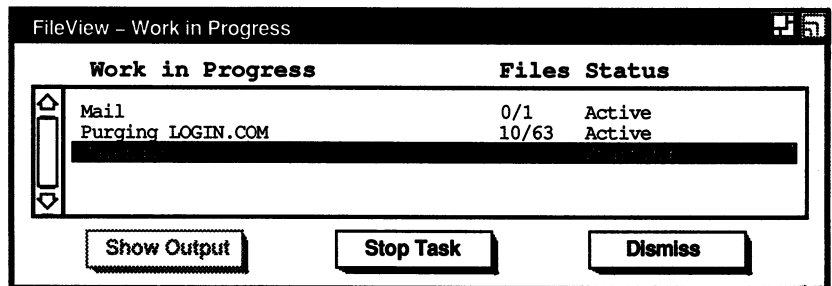 FileView – Work in Progress
Work in Progress Files Status
Mail 0/1 Active
Purging LOGIN.COM 10/63 Active
Show Output Stop Task Dismiss